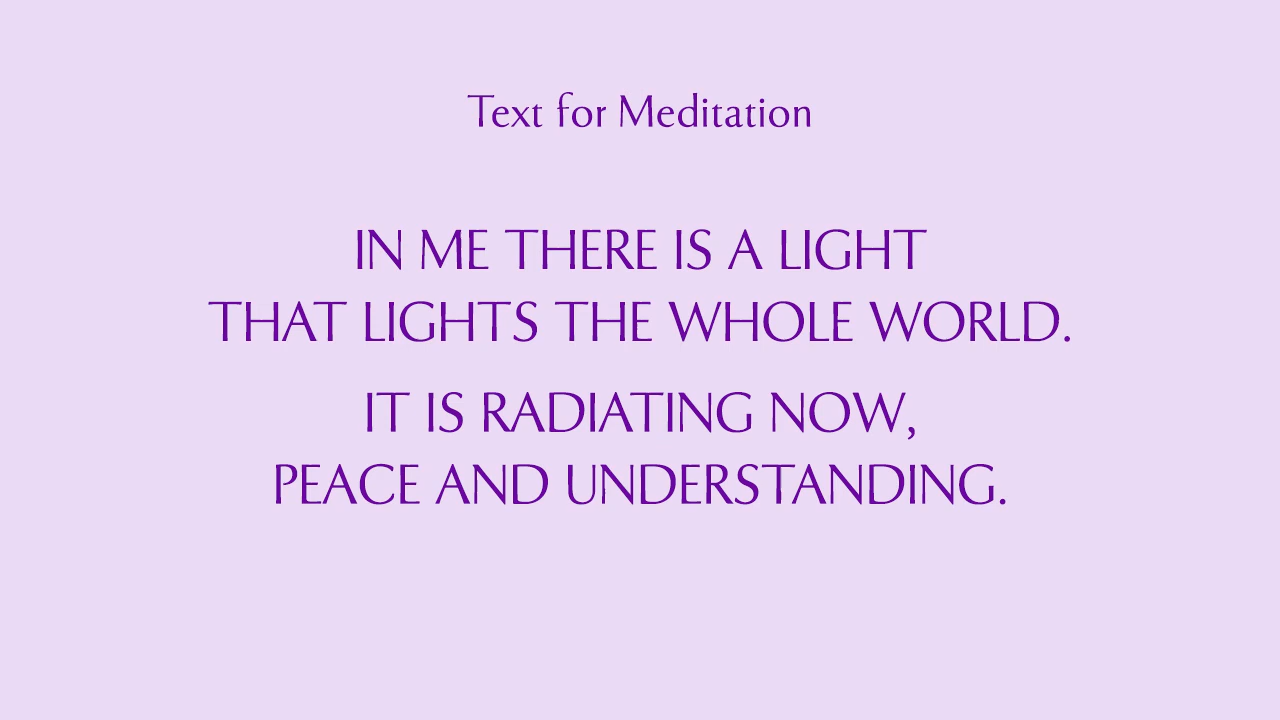 Text for Meditation
IN ME THERE IS A LIGHT
THAT LIGHTS THE WHOLE WORLD.
IT IS RADIATING NOW,
PEACE AND UNDERSTANDING.